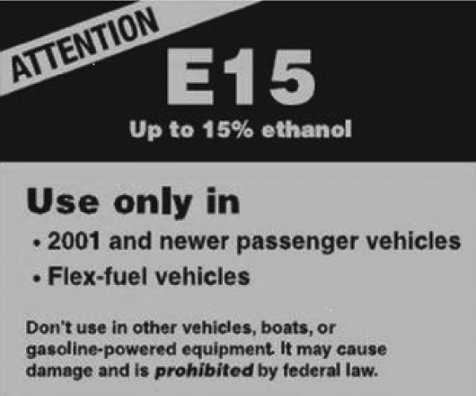 ATTENTION
E15
Up to 15% ethanol
Use only in
• 2001 and newer passenger vehicles
• Flex-fuel vehicles
Don't use in other vehicles, boats, or
gasoline-powered equipment. It may cause
damage and is prohibited by federal law.